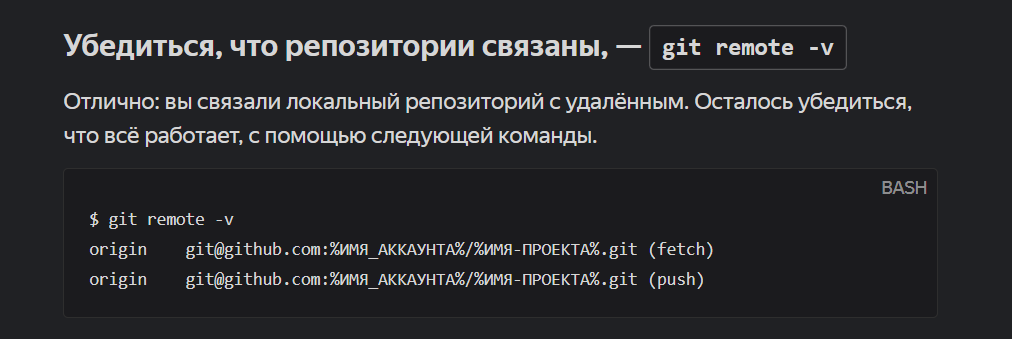 Убедиться, что репозитории связаны, — git remote -v
Отлично: вы связали локальный репозиторий с удалённым. Осталось убедиться,
что всё работает, с помощью следующей команды.
BASH
$ git remote -v
origin    git@github.com:%ИМЯ_АККАУНТА%/%ИМЯ-ПРОЕКТА%.git (fetch)
origin    git@github.com:%ИМЯ_АККАУНТА%/%ИМЯ-ПРОЕКТА%.git (push)